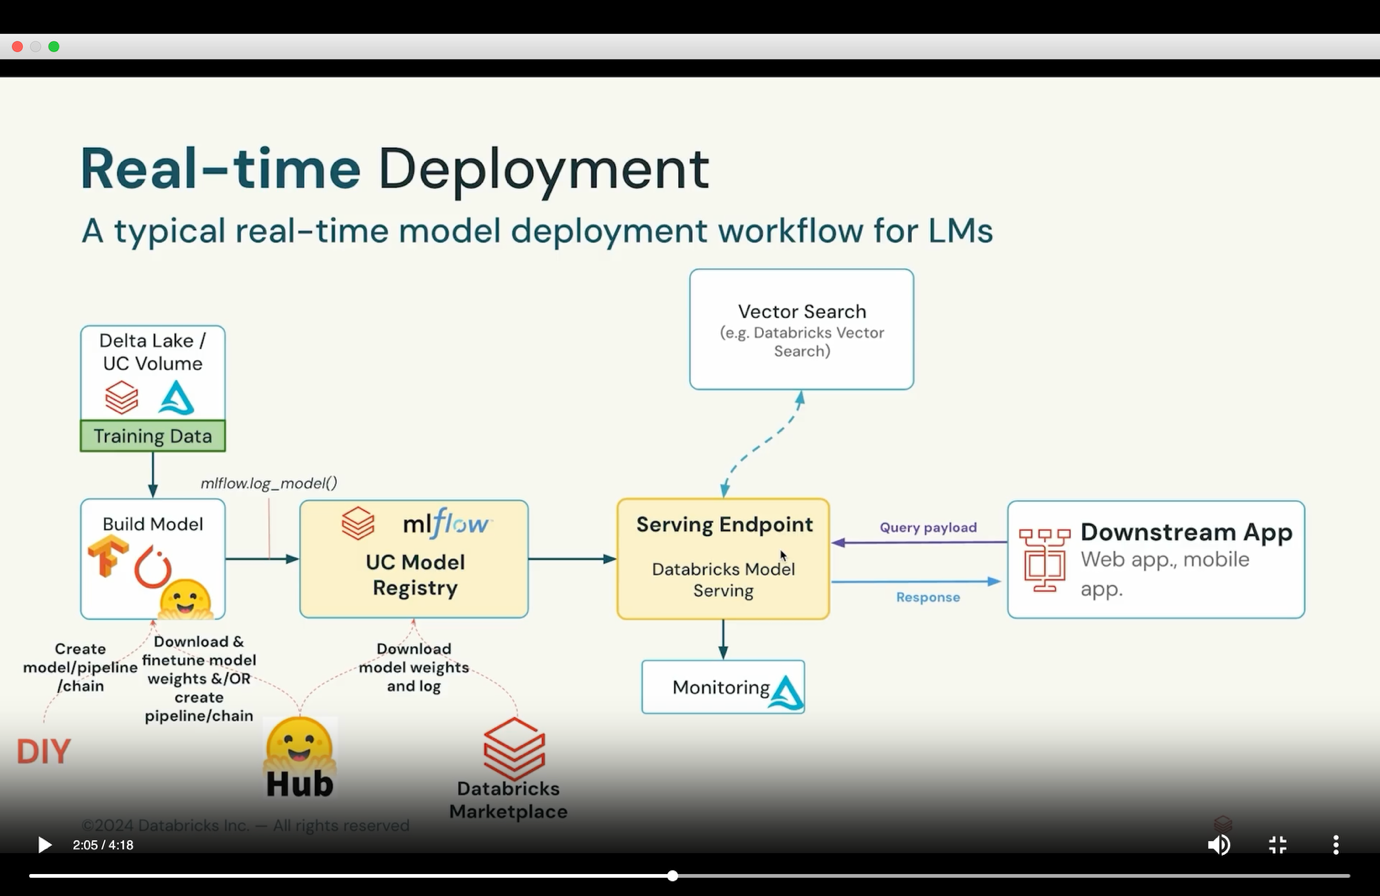 Real-time Deployment
A typical real-time model deployment workflow for LMs
Vector Search
(e.g. Databricks Vector
Search)
Delta Lake /
UC Volume
Training Data
mlflow.log_model()
Build Model
mlflow
UC Model
Registry
Serving Endpoint
Databricks Model
Serving
Query payload
Response
Downstream App
Web app., mobile
app.
Create
model/pipeline
/chain
Download &
finetune model
weights &/OR
create
pipeline/chain
Download
model weights
and log
Monitoring
DIY
Hub
Databricks
Marketplace
©2024 Databricks Inc. — All rights reserved
2:05 / 4:18